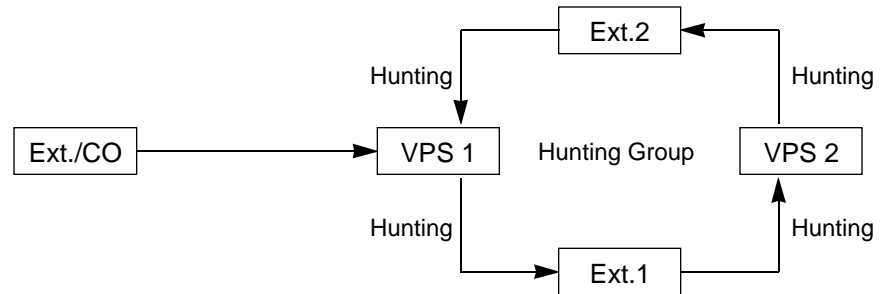 Ext.2
Hunting
Hunting
Ext./CO
VPS 1
Hunting Group
VPS 2
Hunting
Hunting
Ext.1